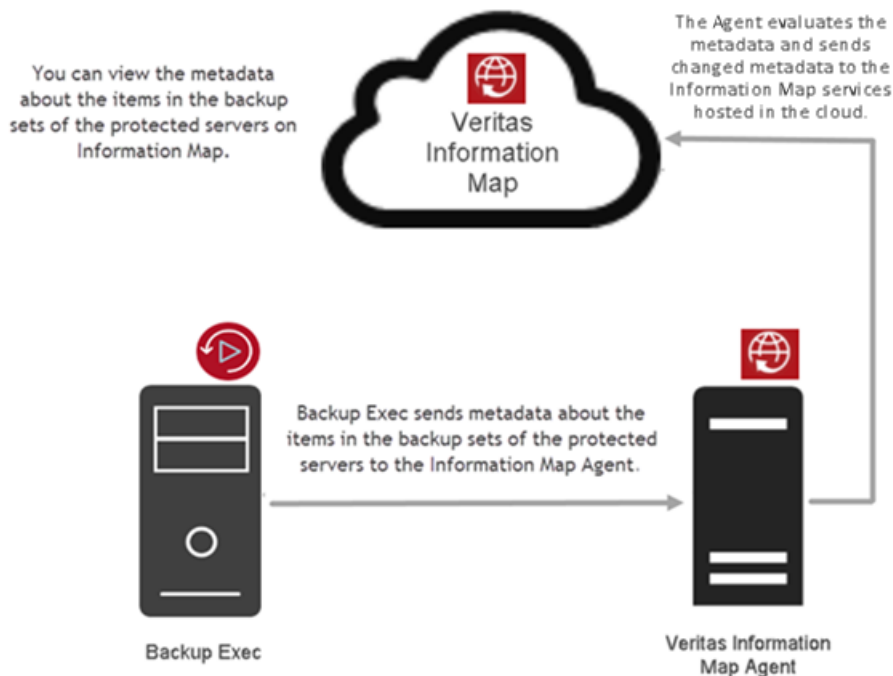 You can view the metadata
about the items in the backup
sets of the protected servers on
Information Map.
Veritas
Information
Map
The Agent evaluates the
metadata and sends
changed metadata to the
Information Map services
hosted in the cloud.
Backup Exec sends metadata about the
items in the backup sets of the protected
servers to the Information Map Agent.
Backup Exec
Veritas Information
Map Agent